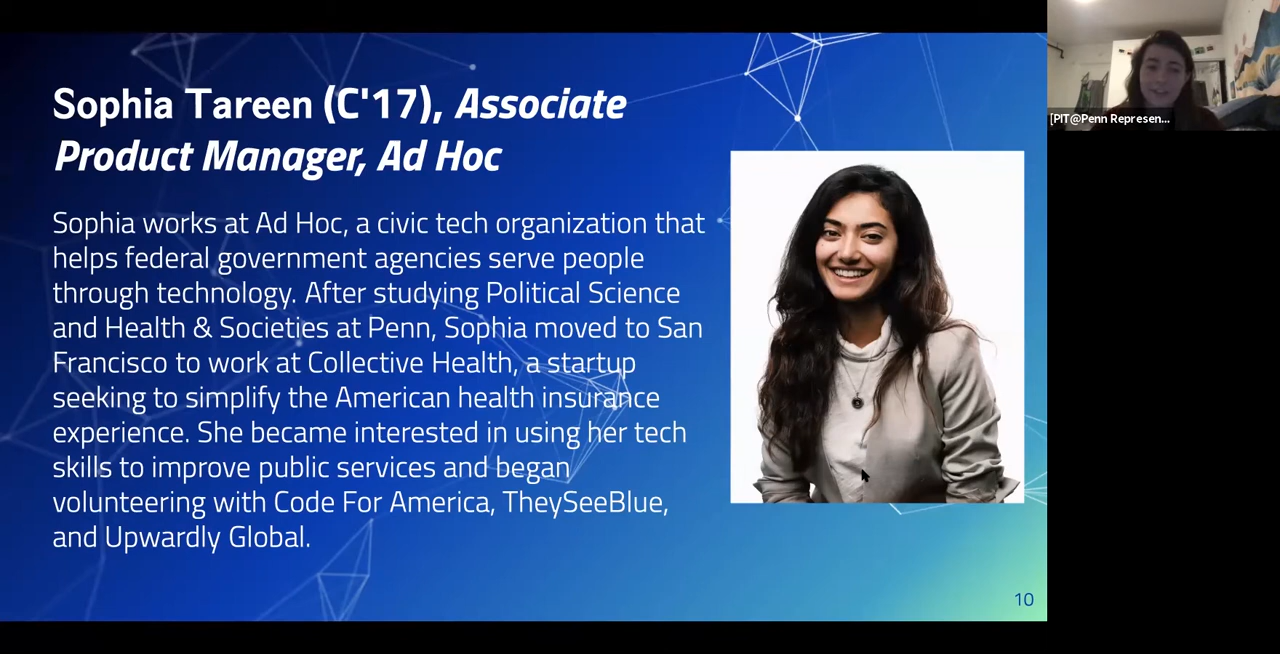 Sophia Tareen (C'17), Associate
Product Manager, Ad Hoc
Sophia works at Ad Hoc, a civic tech organization that
helps federal government agencies serve people
through technology. After studying Political Science
and Health & Societies at Penn, Sophia moved to San
Francisco to work at Collective Health, a startup
seeking to simplify the American health insurance
experience. She became interested in using her tech
skills to improve public services and began
volunteering with Code For America, TheySeeBlue,
and Upwardly Global.
10
[PIT@Penn Represen...